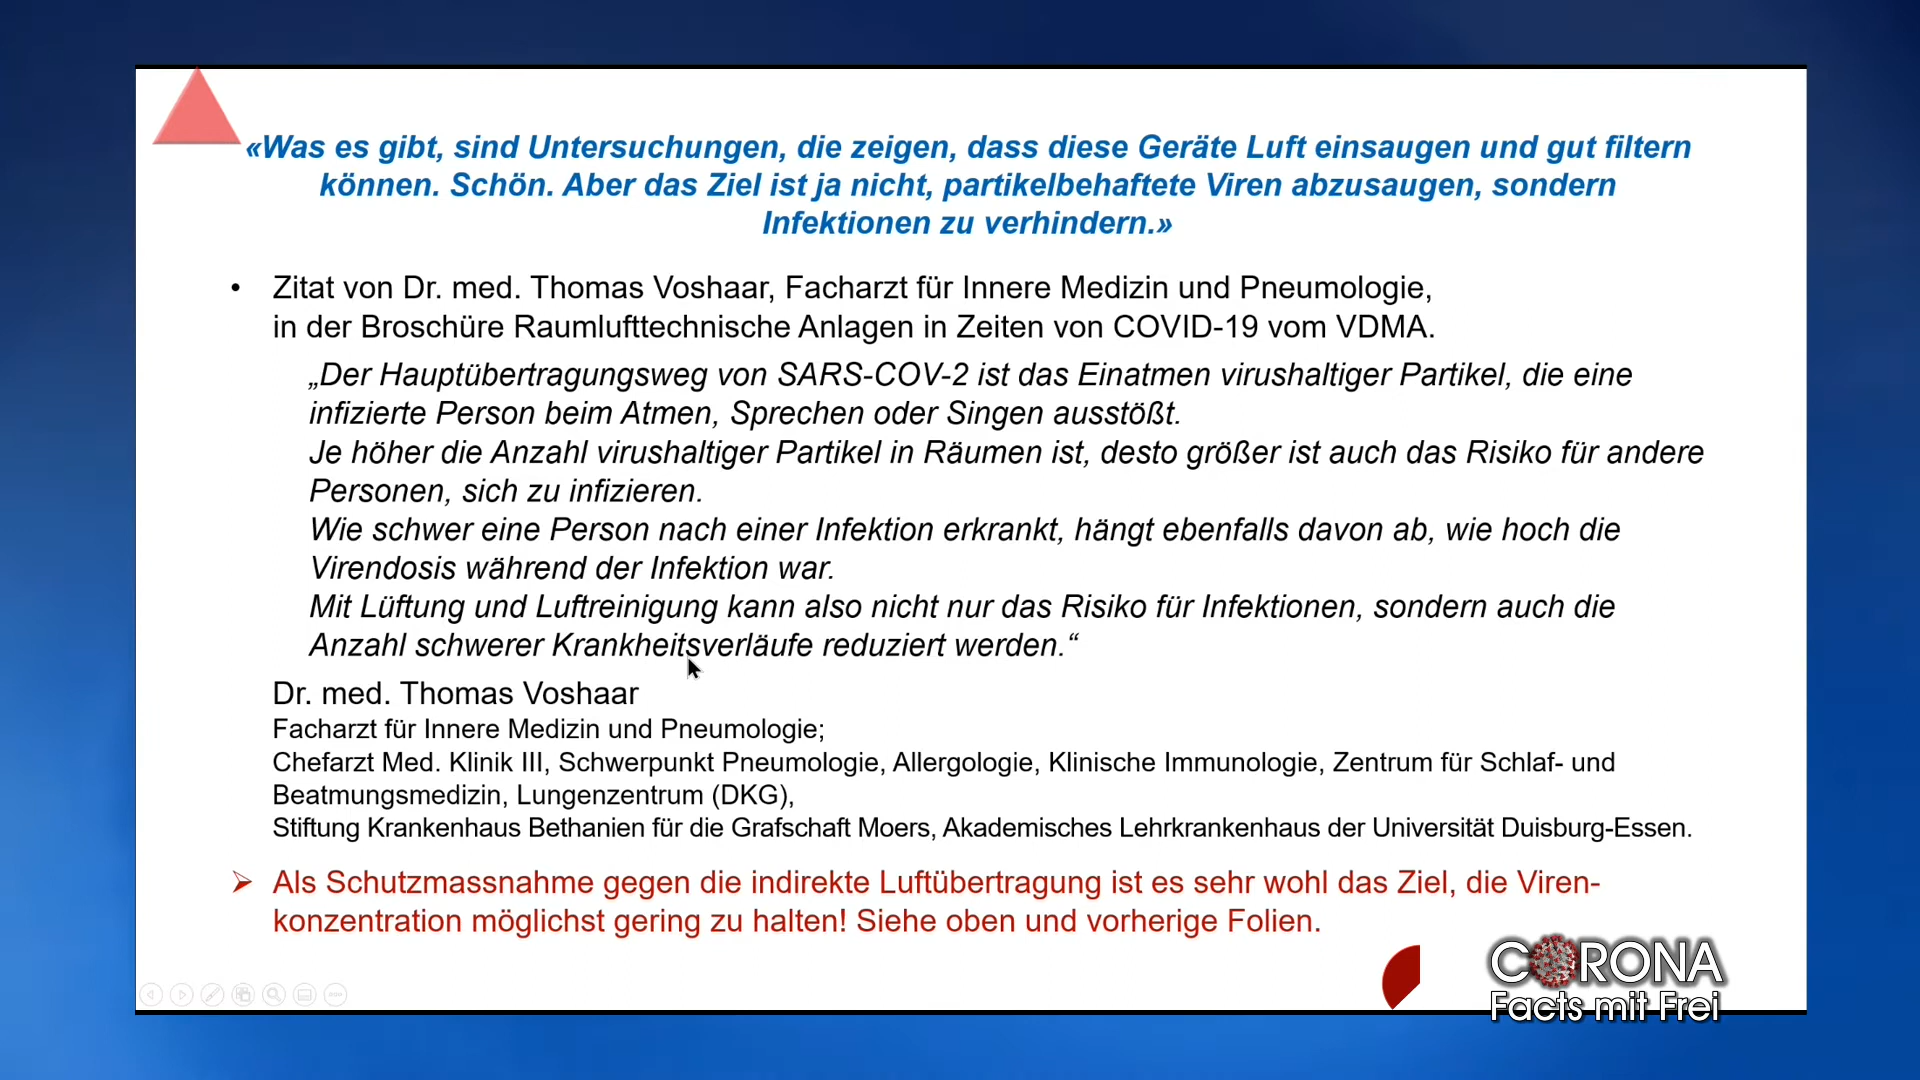 «Was es gibt, sind Untersuchungen, die zeigen, dass diese Geräte Luft einsaugen und gut filtern
können. Schön. Aber das Ziel ist ja nicht, partikelbehaftete Viren abzusaugen, sondern
Infektionen zu verhindern.»
• Zitat von Dr. med. Thomas Voshaar, Facharzt für Innere Medizin und Pneumologie,
in der Broschüre Raumlufttechnische Anlagen in Zeiten von COVID-19 vom VDMA.
„Der Hauptübertragungsweg von SARS-COV-2 ist das Einatmen virushaltiger Partikel, die eine
infizierte Person beim Atmen, Sprechen oder Singen ausstößt.
Je höher die Anzahl virushaltiger Partikel in Räumen ist, desto größer ist auch das Risiko für andere
Personen, sich zu infizieren.
Wie schwer eine Person nach einer Infektion erkrankt, hängt ebenfalls davon ab, wie hoch die
Virendosis während der Infektion war.
Mit Lüftung und Luftreinigung kann also nicht nur das Risiko für Infektionen, sondern auch die
Anzahl schwerer Krankheitsverläufe reduziert werden.“
Dr. med. Thomas Voshaar
Facharzt für Innere Medizin und Pneumologie;
Chefarzt Med. Klinik III, Schwerpunkt Pneumologie, Allergologie, Klinische Immunologie, Zentrum für Schlaf- und
Beatmungsmedizin, Lungenzentrum (DKG),
Stiftung Krankenhaus Bethanien für die Grafschaft Moers, Akademisches Lehrkrankenhaus der Universität Duisburg-Essen.
➢ Als Schutzmassnahme gegen die indirekte Luftübertragung ist es sehr wohl das Ziel, die Viren-
konzentration möglichst gering zu halten! Siehe oben und vorherige Folien.
CORONA
Facts mit Frei